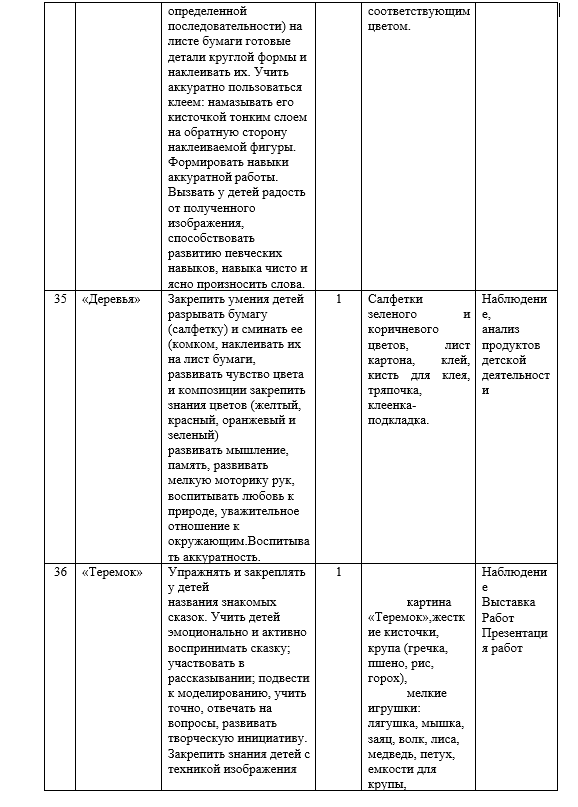 определенной
последовательности) на
листе бумаги готовые
детали круглой формы и
наклеивать их. Учить
аккуратно пользоваться
клеем: намазывать его
кисточкой тонким слоем
на обратную сторону
наклеиваемой фигуры.
Формировать навыки
аккуратной работы.
Вызвать у детей радость
от полученного
изображения,
способствовать
развитию певческих
навыков, навыка чисто и
ясно произносить слова.
соответствующим
цветом.
35
«Деревья»
Закрепить умения детей
разрывать бумагу
(салфетку) и сминать ее
(комком, наклеивать их
на лист бумаги,
развивать чувство цвета
и композиции закрепить
знания цветов (желтый,
красный, оранжевый и
зеленый)
развивать мышление,
память, развивать
мелкую моторику рук,
воспитывать любовь к
природе, уважительное
отношение к
окружающим.Воспитыва
ть аккуратность.
1
Салфетки
зеленого и
коричневого
цветов, лист
картона, клей,
кисть для клея,
тряпочка,
клеенка-
подкладка.
Наблюдени
е,
анализ
продуктов
детской
деятельност
и
36
«Теремок»
Упражнять и закреплять
у детей
названия знакомых
сказок. Учить детей
эмоционально и активно
воспринимать сказку;
участвовать в
рассказывании; подвести
к моделированию, учить
точно, отвечать на
вопросы, развивать
творческую инициативу.
Закрепить знания детей с
техникой изображения
1
картина
«Теремок»,жестк
ие кисточки,
крупа (гречка,
пшено, рис,
горох),
мелкие
игрушки:
лягушка, мышка,
заяц, волк, лиса,
медведь, петух,
емкости для
крупы,
Наблюдени
е
Выставка
Работ
Презентаци
я работ